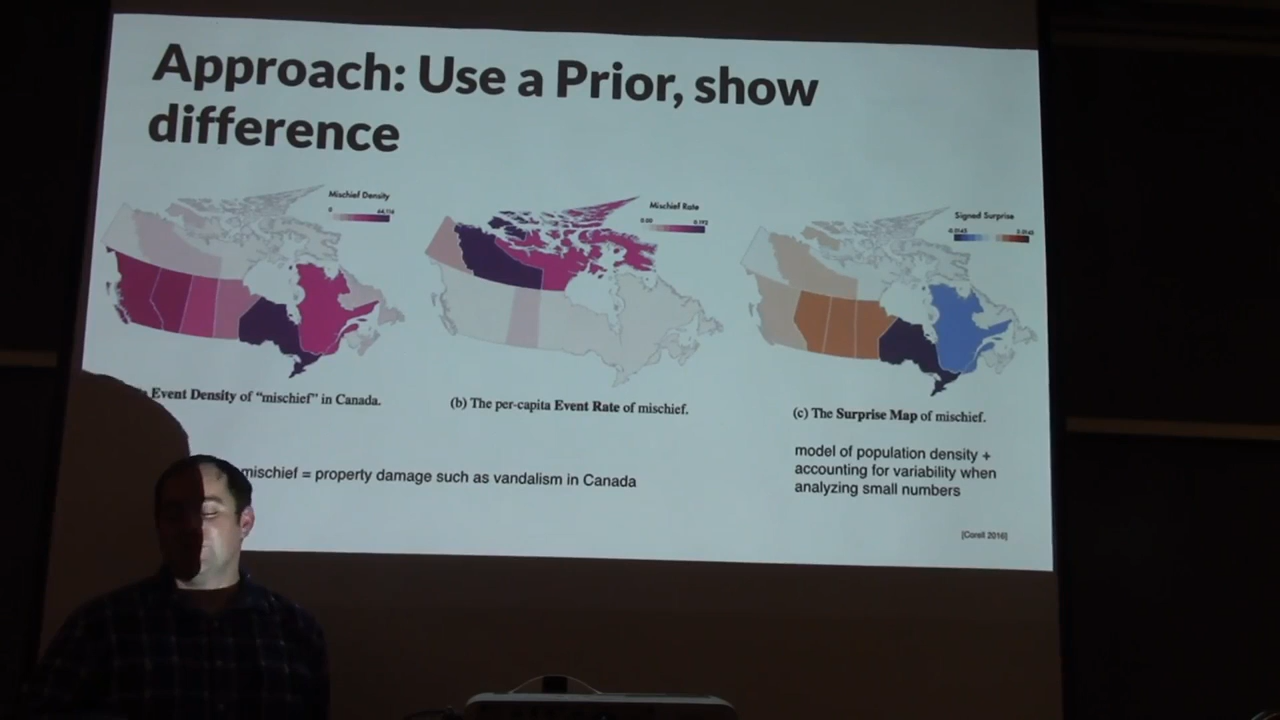 Approach: Use a Prior, show
difference
Mischief Density
0 64,116
Mischief Rate
0.00 0.192
Signed Surprise
-0.0145 0.0145
Event Density of “mischief” in Canada.
(b) The per-capita Event Rate of mischief.
(c) The Surprise Map of mischief.
mischief = property damage such as vandalism in Canada
model of population density +
accounting for variability when
analyzing small numbers
[Correll 2016]